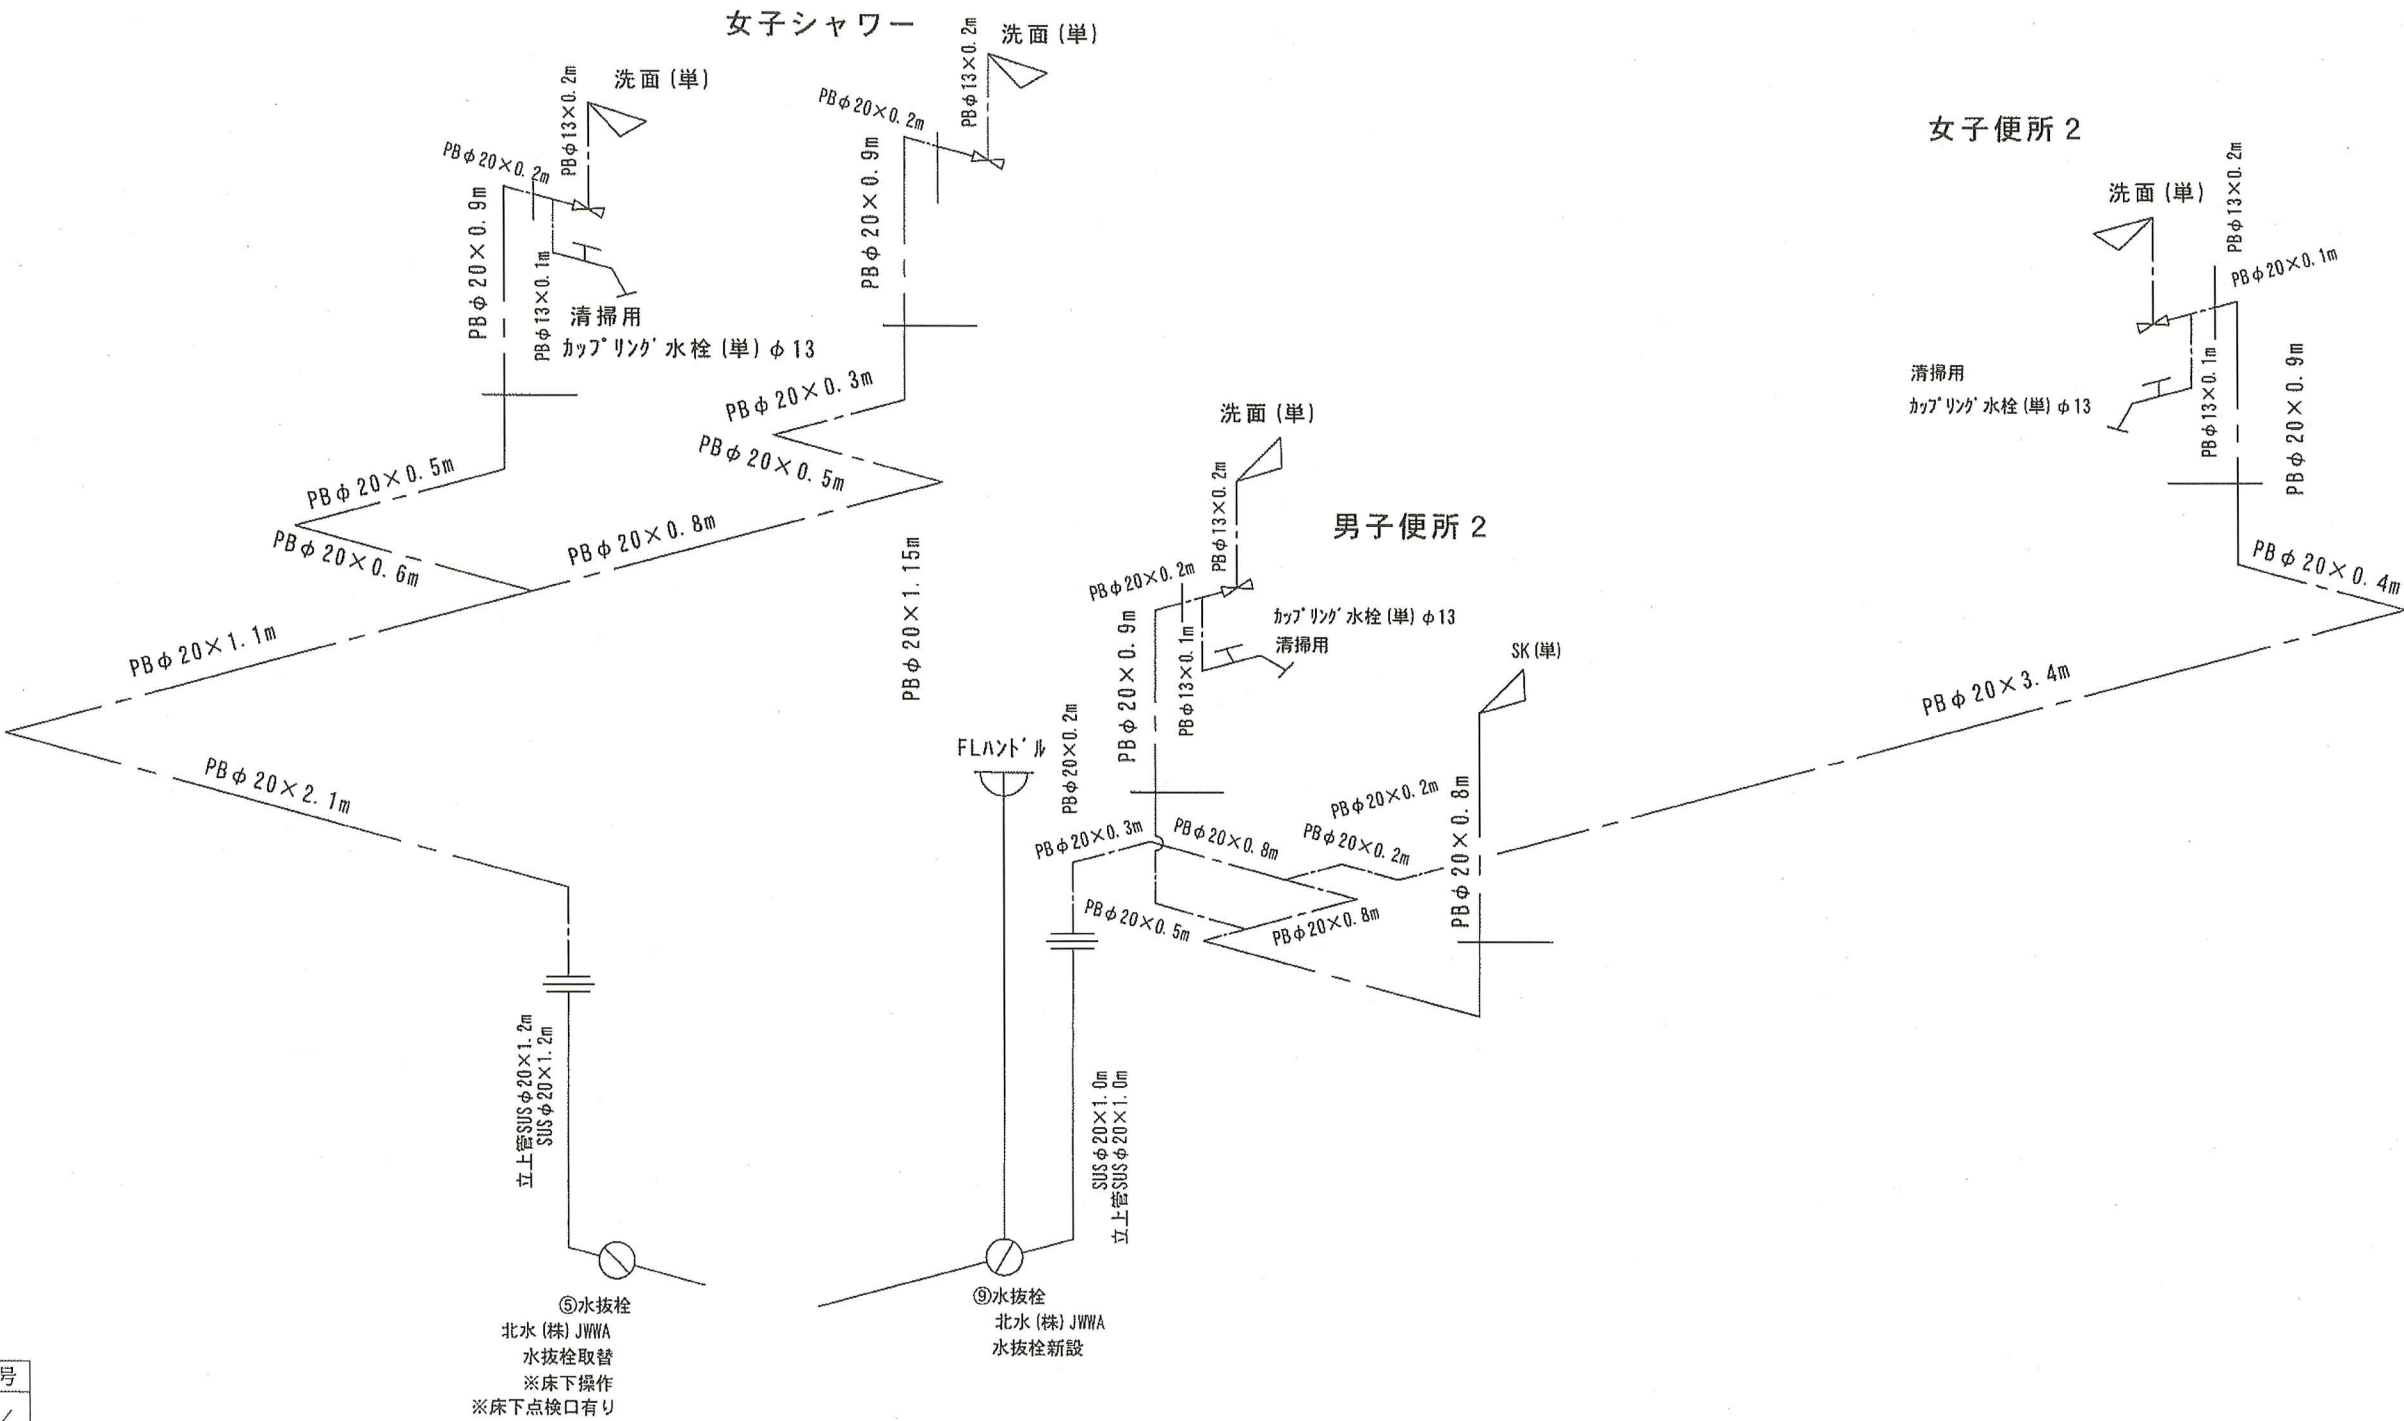 女子シャワー
洗面(単)
PBφ13×0.2m
PBφ20×0.2m
PBφ20×0.9m
PBφ13×0.1m
清掃用
カップリング水栓(単)φ13
PBφ20×0.5m
PBφ20×0.6m
洗面(単)
PBφ13×0.2m
PBφ20×0.2m
PBφ20×0.9m
PBφ20×0.3m
PBφ20×0.5m
PBφ20×0.8m
PBφ20×1.1m
PBφ20×2.1m
立上管SUSφ20×1.2m
SUSφ20×1.2m
⑤水抜栓
北水(株)JWWA
水抜栓取替
※床下操作
※床下点検口有り
PBφ20×1.15m
FLハンドル
男子便所2
洗面(単)
PBφ13×0.2m
PBφ20×0.2m
PBφ20×0.9m
PBφ13×0.1m
カップリング水栓(単)φ13
清掃用
SK(単)
PBφ20×0.8m
PBφ20×0.2m
PBφ20×0.3m
PBφ20×0.8m
PBφ20×0.2m
PBφ20×0.2m
PBφ20×0.5m
PBφ20×0.8m
SUSφ20×1.0m
立上管SUSφ20×1.0m
⑨水抜栓
北水(株)JWWA
水抜栓新設
女子便所2
洗面(単)
PBφ13×0.2m
PBφ20×0.1m
清掃用
カップリング水栓(単)φ13
PBφ13×0.1m
PBφ20×0.9m
PBφ20×0.4m
PBφ20×3.4m
号